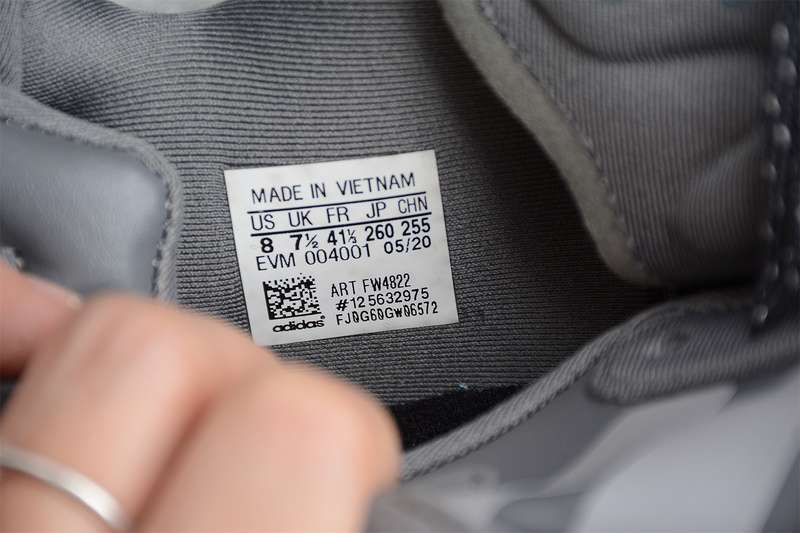 MADE IN VIETNAM
US UK FR JP CHN
8 7½ 41⅓ 260 255
EVM 004001 05/20
ART FW4822
#125632975
adidas FJ0G60GW06572